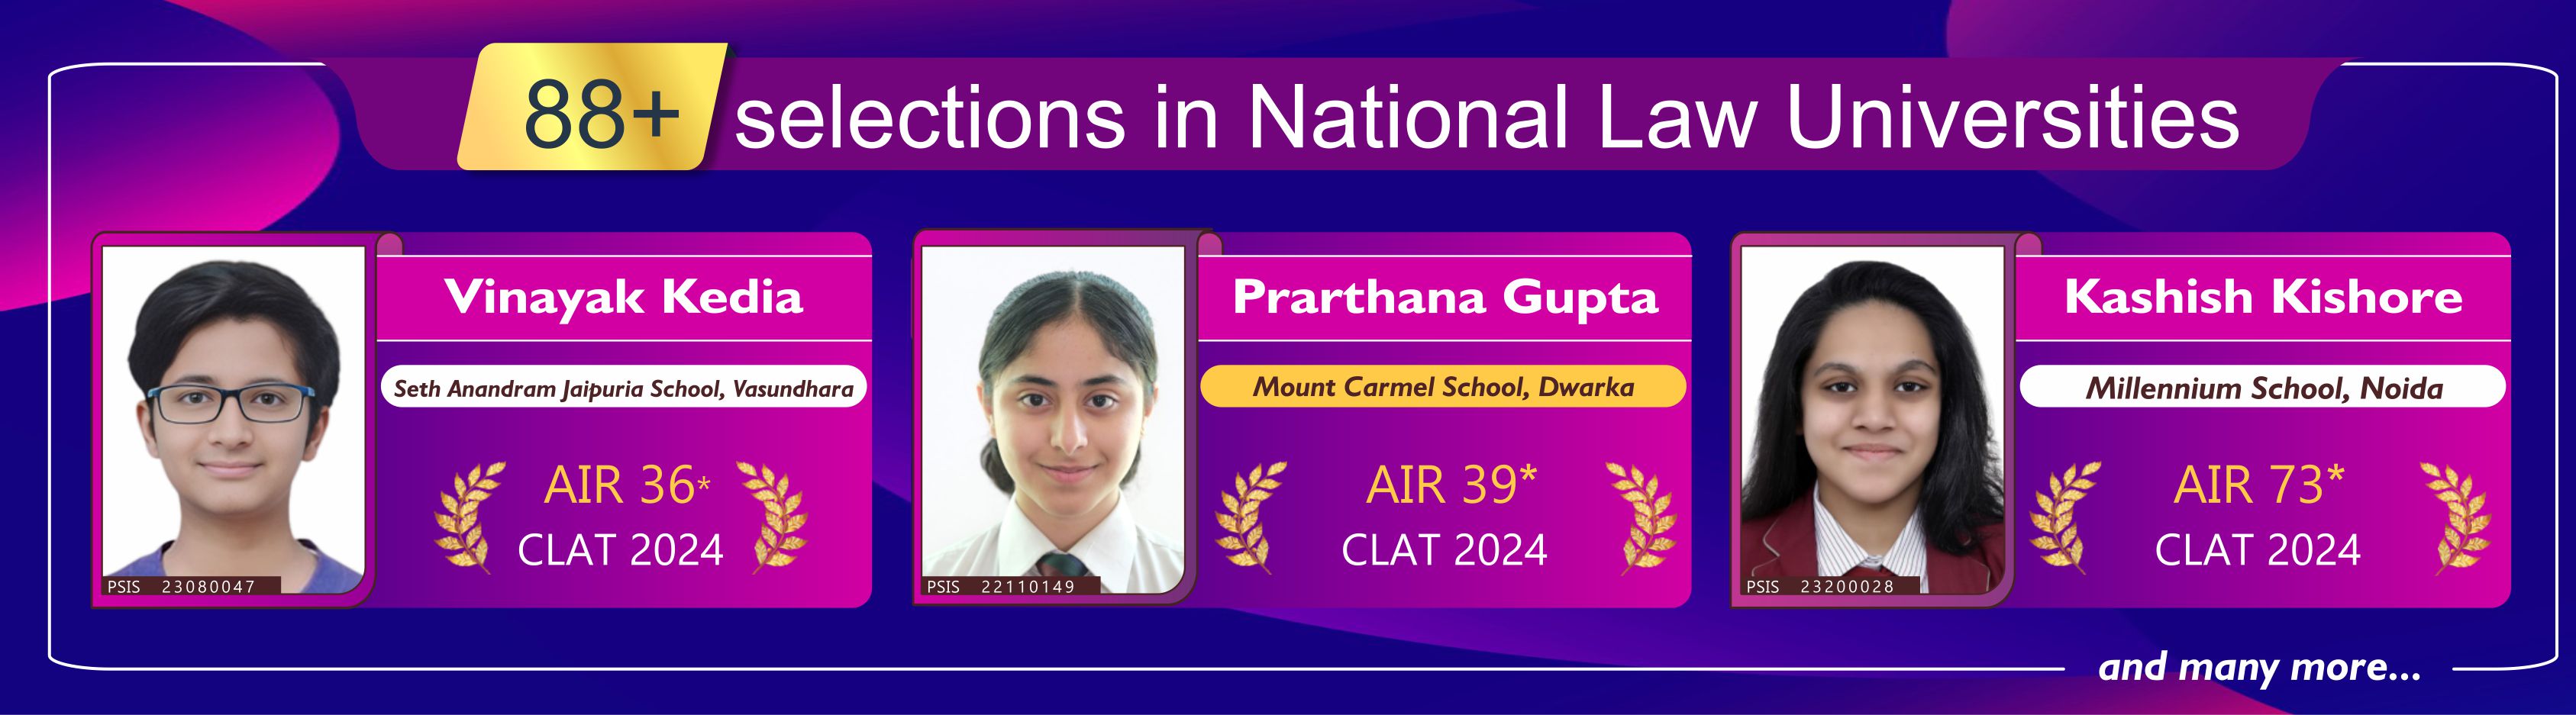 88+ selections in National Law Universities
Vinayak Kedia
Seth Anandram Jaipuria School, Vasundhara
AIR 36*
CLAT 2024
PSIS 23080047
Prarthana Gupta
Mount Carmel School, Dwarka
AIR 39*
CLAT 2024
PSIS 22110149
Kashish Kishore
Millennium School, Noida
AIR 73*
CLAT 2024
PSIS 23200028
and many more...